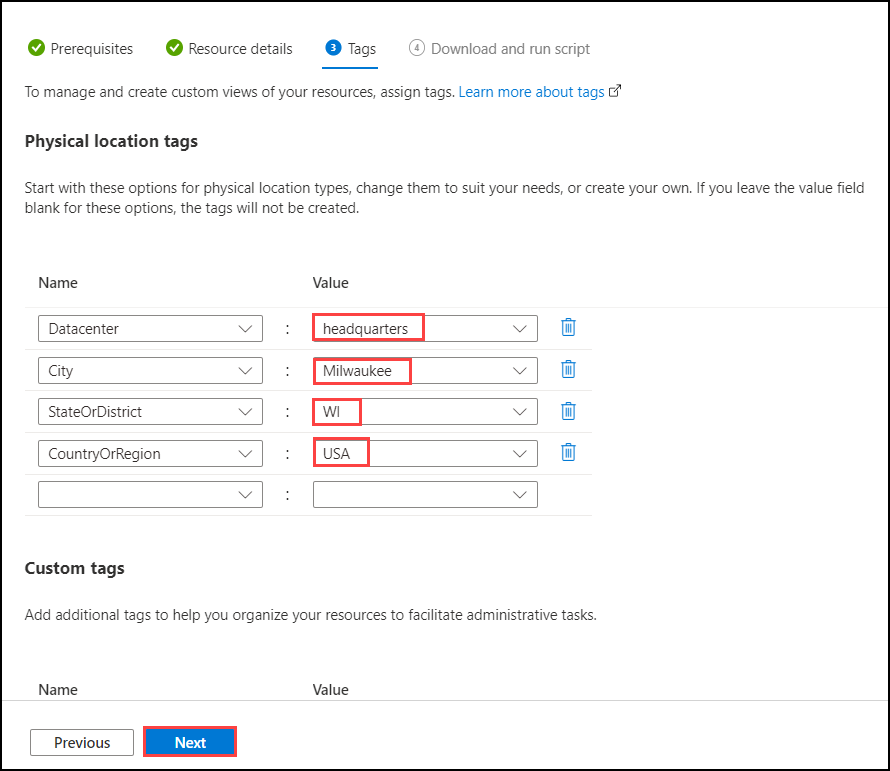 Prerequisites Resource details 3 Tags 4 Download and run script
To manage and create custom views of your resources, assign tags. Learn more about tags
Physical location tags
Start with these options for physical location types, change them to suit your needs, or create your own. If you leave the value field
blank for these options, the tags will not be created.
Name Value
Datacenter : headquarters
City : Milwaukee
StateOrDistrict : WI
CountryOrRegion : USA
:
Custom tags
Add additional tags to help you organize your resources to facilitate administrative tasks.
Name Value
Previous Next